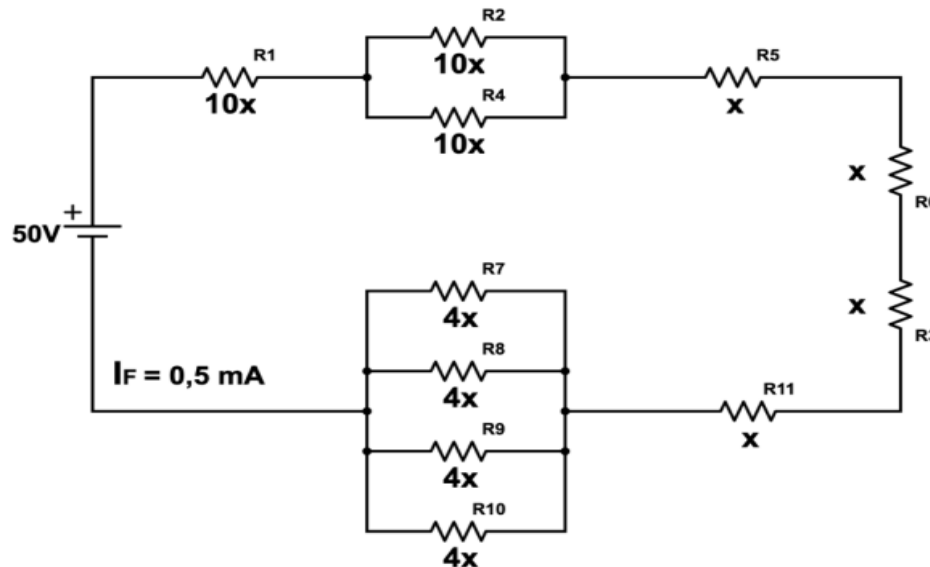 R1
10x
R2
10x
R4
10x
R5
x
x
x
50V
+
IF = 0,5 mA
R7
4x
R8
4x
R9
4x
R10
4x
R11
x